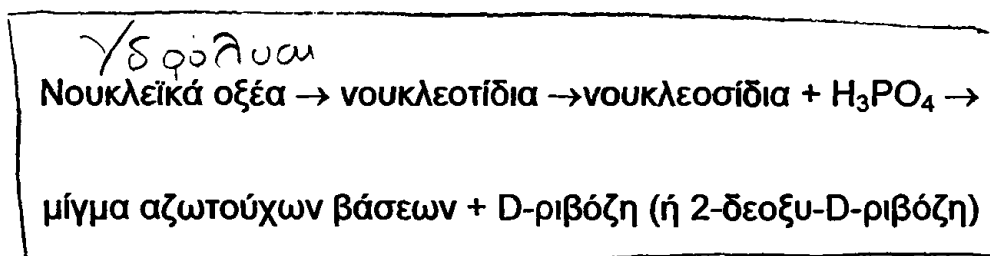 Υδρόλυση
Νουκλεϊκά οξέα → νουκλεοτίδια →νουκλεοσίδια + H₃PO₄ →
μίγμα αζωτούχων βάσεων + D-ριβόζη (ή 2-δεοξυ-D-ριβόζη)